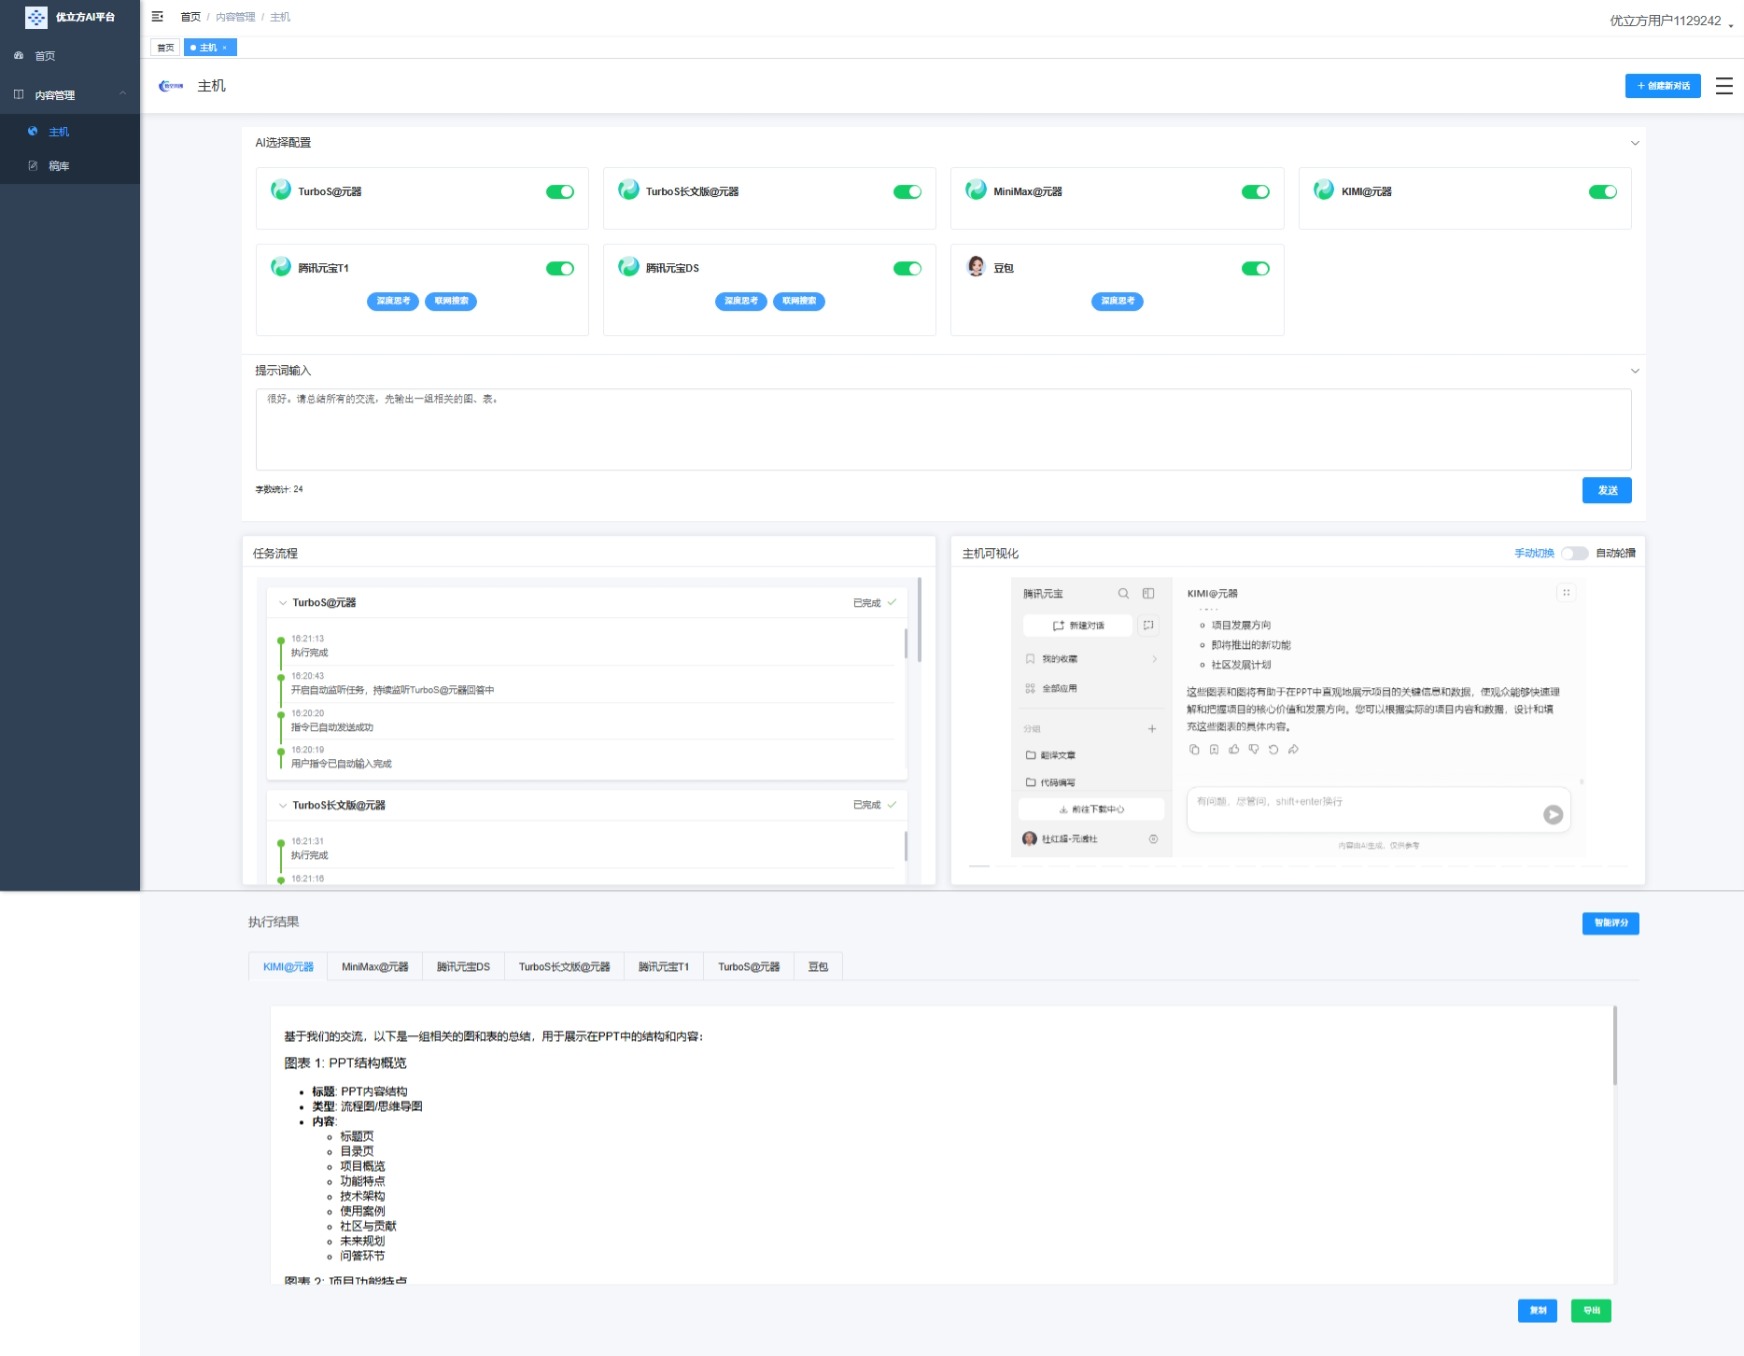 优立方AI平台
首页
内容管理
主机
稿库
首页 / 内容管理 / 主机
优立方用户1129242
首页
主机 ×
主机
+ 创建新对话
AI选择配置
TurboS@元器
TurboS长文版@元器
MiniMax@元器
KIMI@元器
腾讯元宝T1
深度思考
联网搜索
腾讯元宝DS
深度思考
联网搜索
豆包
深度思考
提示词输入
很好。请总结所有的交流，先输出一组相关的图、表。
字数统计: 24
发送
任务流程
TurboS@元器
已完成
16:21:13
执行完成
16:20:43
开启自动监听任务，持续监听TurboS@元器回答中
16:20:20
指令已自动发送成功
16:20:19
用户指令已自动输入完成
TurboS长文版@元器
已完成
16:21:31
执行完成
16:21:16
主机可视化
手动切换
自动轮播
腾讯元宝
新建对话
我的收藏
全部应用
分组
翻译文章
代码编写
前往下载中心
KIMI@元器
项目发展方向
即将推出的新功能
社区发展计划
这些图表和图将有助于在PPT中直观地展示项目的关键信息和数据，使观众能够快速理
解和把握项目的核心价值和发展方向。您可以根据实际的项目内容和数据，设计和填
充这些图表的具体内容。
有问题，尽管问，shift+enter换行
内容由AI生成，仅供参考
执行结果
智能评分
KIMI@元器
MiniMax@元器
腾讯元宝DS
TurboS长文版@元器
腾讯元宝T1
TurboS@元器
豆包
基于我们的交流，以下是一组相关的图和表的总结，用于展示在PPT中的结构和内容：
图表 1: PPT结构概览
标题: PPT内容结构
类型: 流程图/思维导图
内容:
标题页
目录页
项目概览
功能特点
技术架构
使用案例
社区与贡献
未来规划
问答环节
图表 2: 项目功能特点
复制
导出